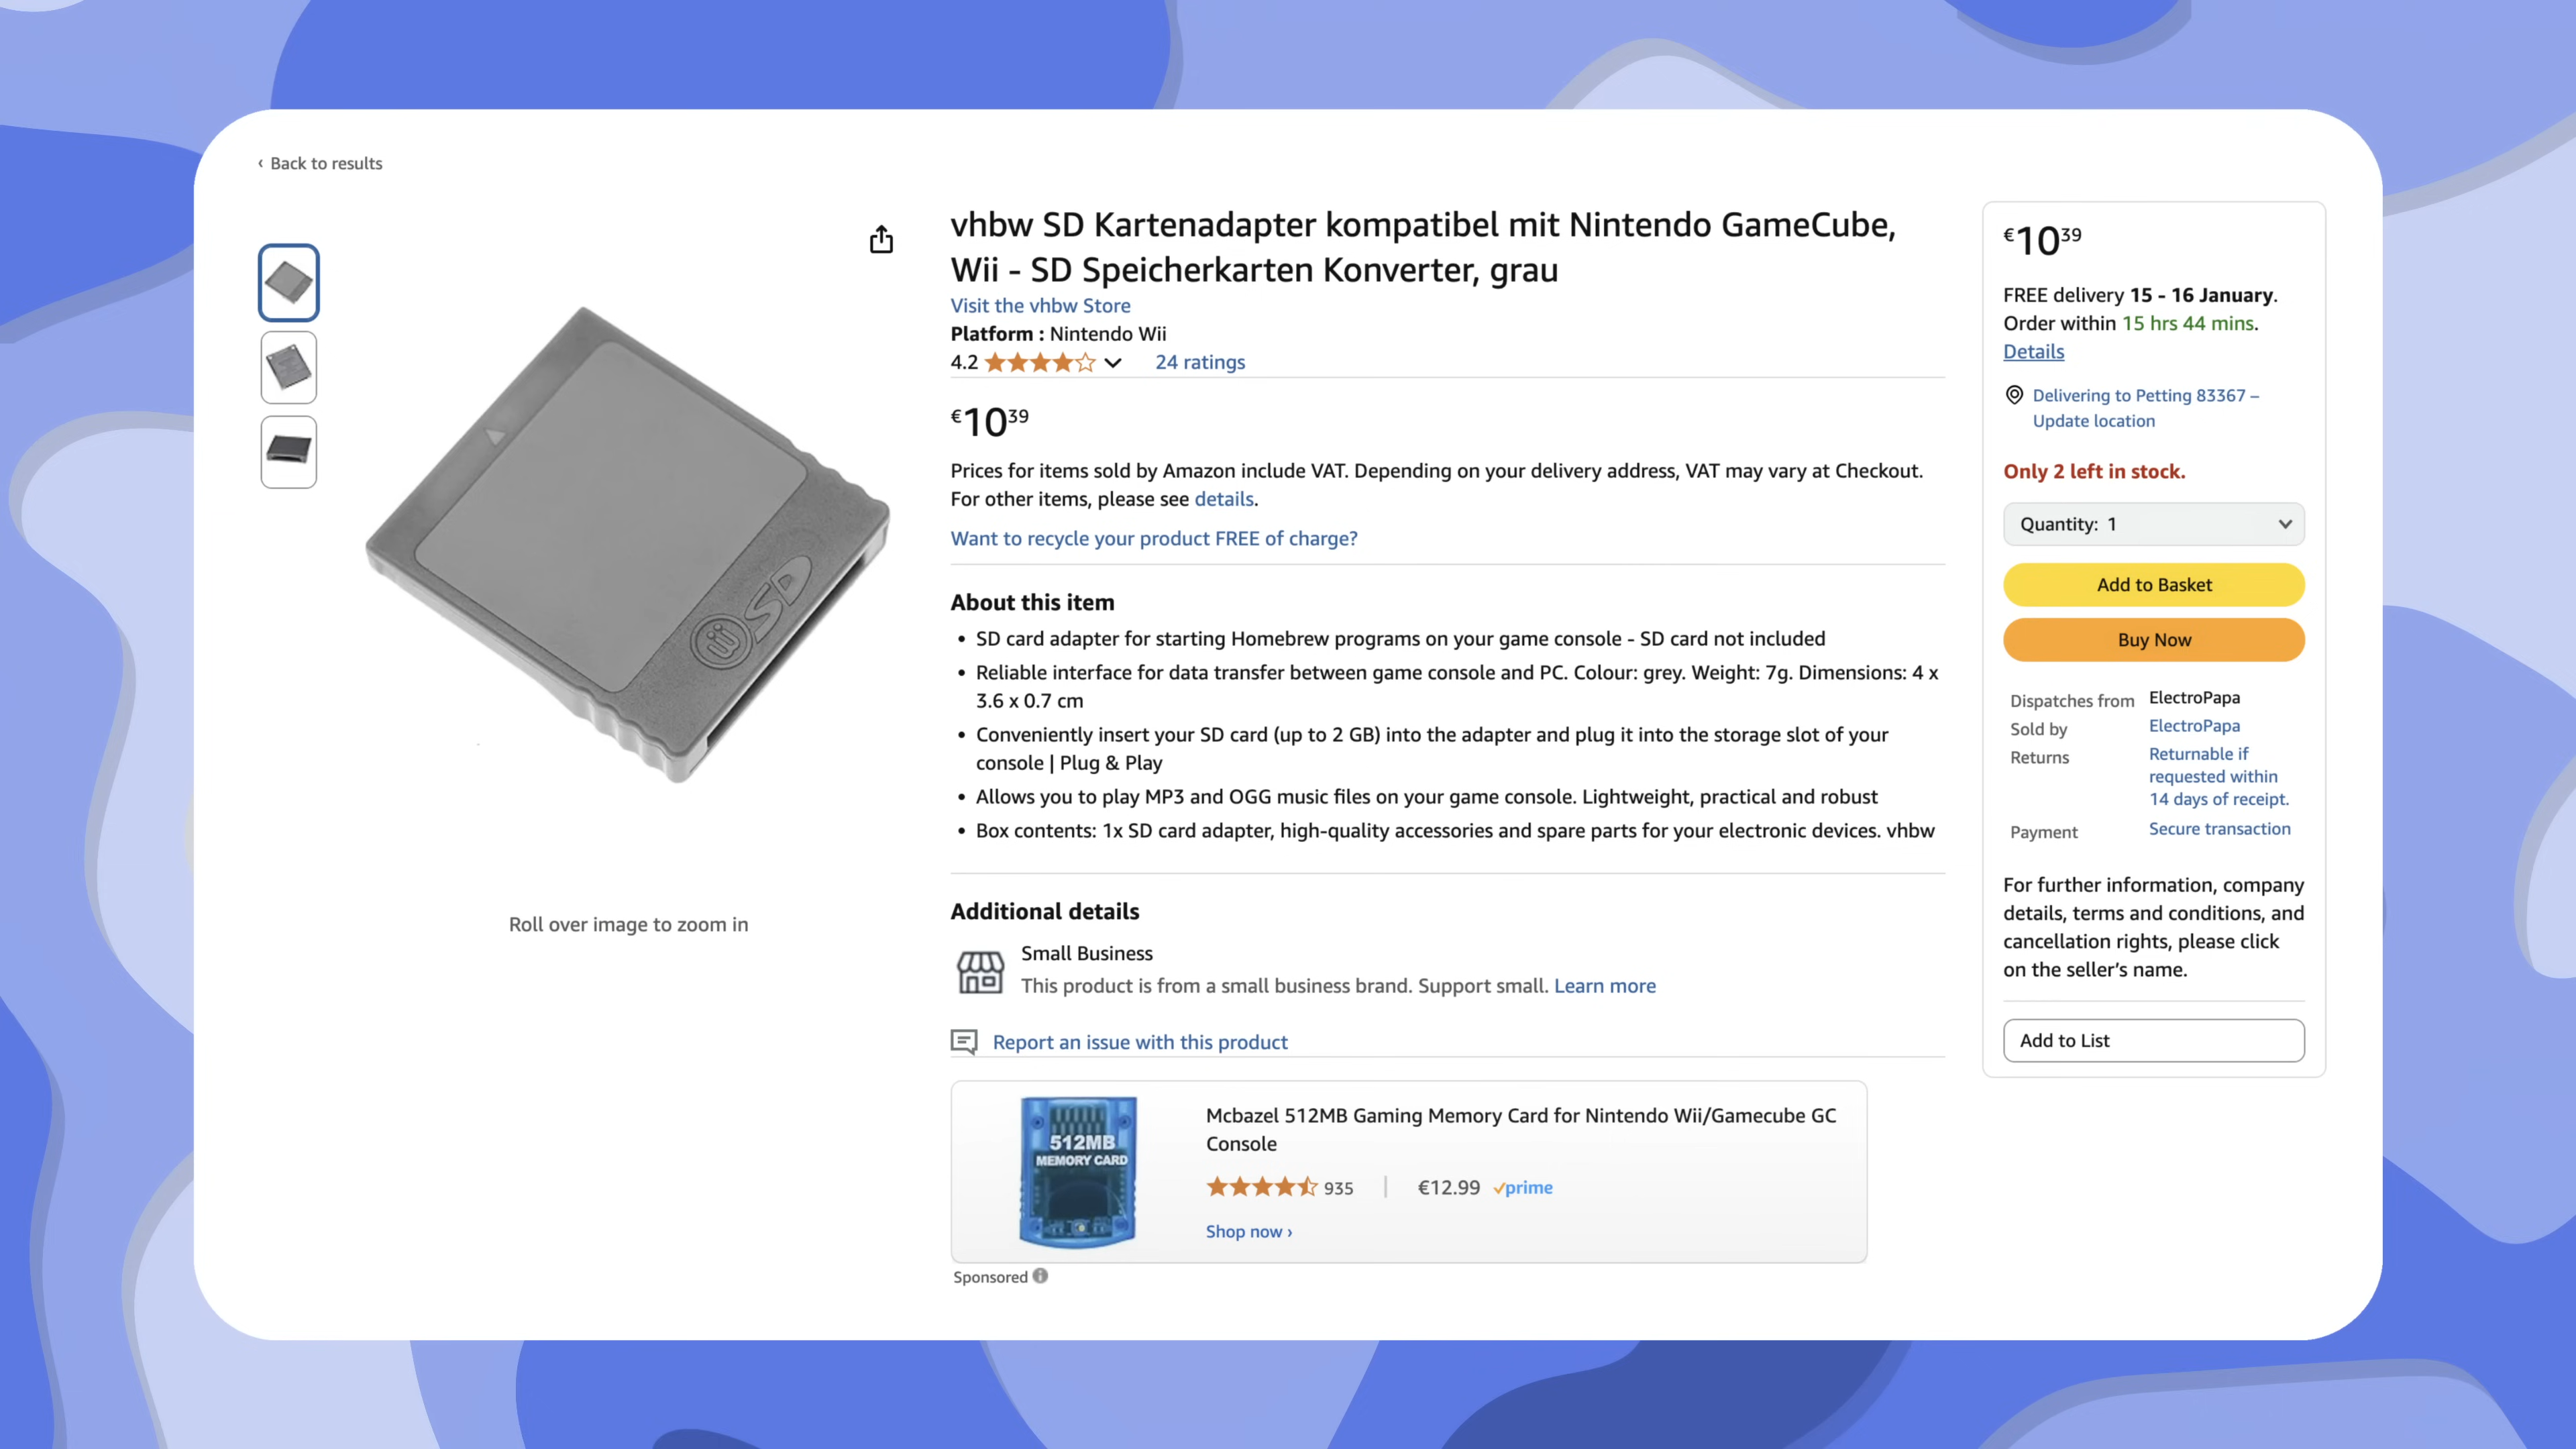 ‹ Back to results
vhbw SD Kartenadapter kompatibel mit Nintendo GameCube,
Wii - SD Speicherkarten Konverter, grau
Visit the vhbw Store
Platform : Nintendo Wii
4.2 24 ratings
€10 39
Prices for items sold by Amazon include VAT. Depending on your delivery address, VAT may vary at Checkout.
For other items, please see details.
Want to recycle your product FREE of charge?
About this item
• SD card adapter for starting Homebrew programs on your game console - SD card not included
• Reliable interface for data transfer between game console and PC. Colour: grey. Weight: 7g. Dimensions: 4 x
3.6 x 0.7 cm
• Conveniently insert your SD card (up to 2 GB) into the adapter and plug it into the storage slot of your
console | Plug & Play
• Allows you to play MP3 and OGG music files on your game console. Lightweight, practical and robust
• Box contents: 1x SD card adapter, high-quality accessories and spare parts for your electronic devices. vhbw
Additional details
Small Business
This product is from a small business brand. Support small. Learn more
Report an issue with this product
512MB
MEMORY CARD
Mcbazel 512MB Gaming Memory Card for Nintendo Wii/Gamecube GC
Console
935 | €12.99 prime
Shop now ›
Sponsored
wii SD
Roll over image to zoom in
€10 39
FREE delivery 15 - 16 January.
Order within 15 hrs 44 mins.
Details
Delivering to Petting 83367 –
Update location
Only 2 left in stock.
Quantity: 1
Add to Basket
Buy Now
Dispatches from ElectroPapa
Sold by ElectroPapa
Returns Returnable if
requested within
14 days of receipt.
Payment Secure transaction
For further information, company
details, terms and conditions, and
cancellation rights, please click
on the seller's name.
Add to List